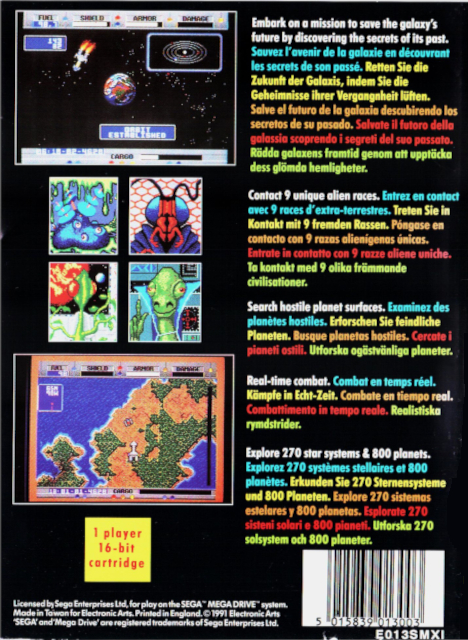 FUEL SHIELD ARMOR DAMAGE
ORBIT
ESTABLISHED
CARGO
Embark on a mission to save the galaxy's
future by discovering the secrets of its past.
Sauvez l'avenir de la galaxie en découvrant
les secrets de son passé. Retten Sie die
Zukunft der Galaxis, indem Sie die
Geheimnisse ihrer Vergangnheit lüften.
Salve el futuro de la galaxia descubriendo los
secretos de su pasado. Salvate il futuro della
galassia scoprendo i segreti del suo passato.
Rädda galaxens framtid genom att upptäcka
dess glömda hemligheter.
Contact 9 unique alien races. Entrez en contact
avec 9 races d'extra-terrestres. Treten Sie in
Kontakt mit 9 fremden Rassen. Póngase en
contacto con 9 razas alienígenas únicas.
Entrate in contatto con 9 razze aliene uniche.
Ta kontakt med 9 olika främmande
civilisationer.
Search hostile planet surfaces. Examinez des
planètes hostiles. Erforschen Sie feindliche
Planeten. Busque planetas hostiles. Cercate i
pianeti ostili. Utforska ogästvänliga planeter.
FUEL SHIELD ARMOR DAMAGE
CARGO
Real-time combat. Combat en temps réel.
Kämpfe in Echt-Zeit. Combate en tiempo real.
Combattimento in tempo reale. Realistiska
rymdstrider.
Explore 270 star systems & 800 planets.
Explorez 270 systèmes stellaires et 800
planètes. Erkunden Sie 270 Sternensysteme
und 800 Planeten. Explore 270 sistemas
estelares y 800 planetas. Esplorate 270
sisteni solari e 800 pianeti. Utforska 270
solsystem och 800 planeter.
1 player
16-bit
cartridge
Licensed by Sega Enterprises Ltd, for play on the SEGA™ MEGA DRIVE™ system.
Made in Taiwan for Electronic Arts. Printed in England. © 1991 Electronic Arts
'SEGA' and 'Mega Drive' are registered trademarks of Sega Enterprises Ltd.
5 015839 013003
E013SMXI